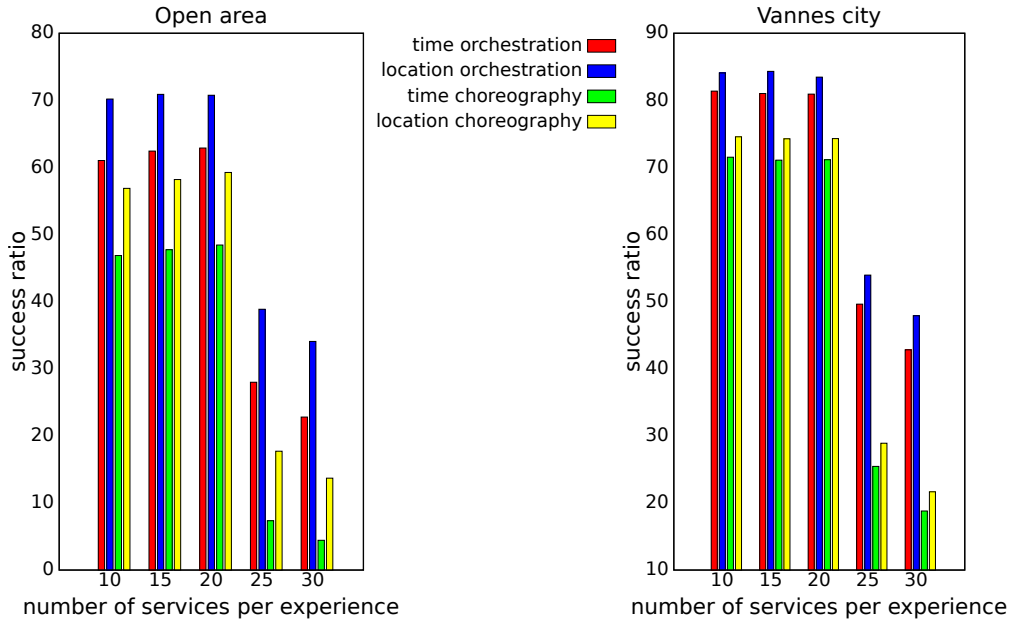 Open area
success ratio
80
70
60
50
40
30
20
10
0
10 15 20 25 30
number of services per experience
time orchestration
location orchestration
time choreography
location choreography
Vannes city
success ratio
90
80
70
60
50
40
30
20
10
10 15 20 25 30
number of services per experience